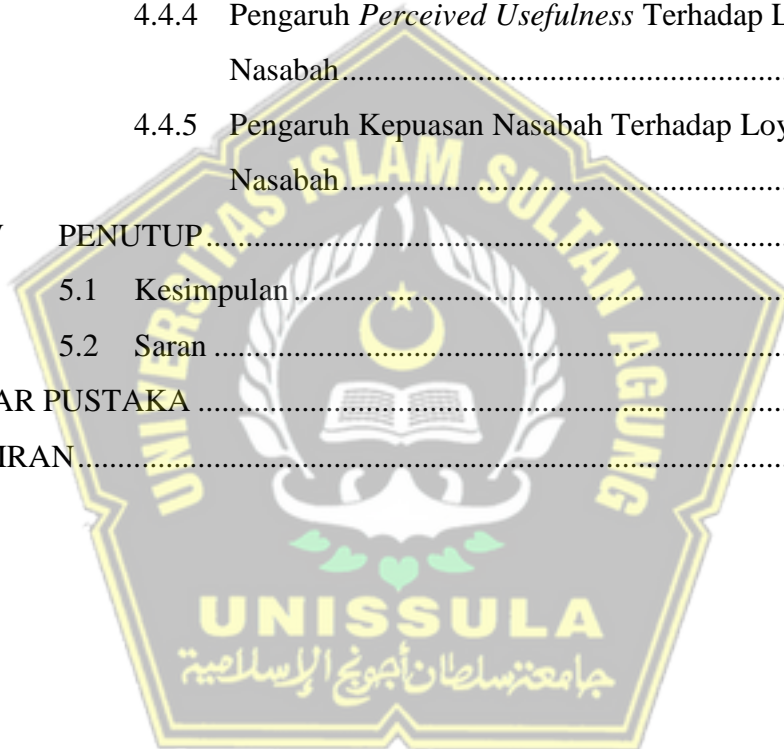 4.4.4 Pengaruh Perceived Usefulness Terhadap L
Nasabah........................................................
4.4.5 Pengaruh Kepuasan Nasabah Terhadap Loy
Nasabah........................................................
V PENUTUP........................................................
5.1 Kesimpulan........................................................
5.2 Saran........................................................
AR PUSTAKA........................................................
IRAN........................................................
UNIVERSITAS ISLAM SULTAN AGUNG
UNISSULA
جامعة سلطان أجونج الإسلامية